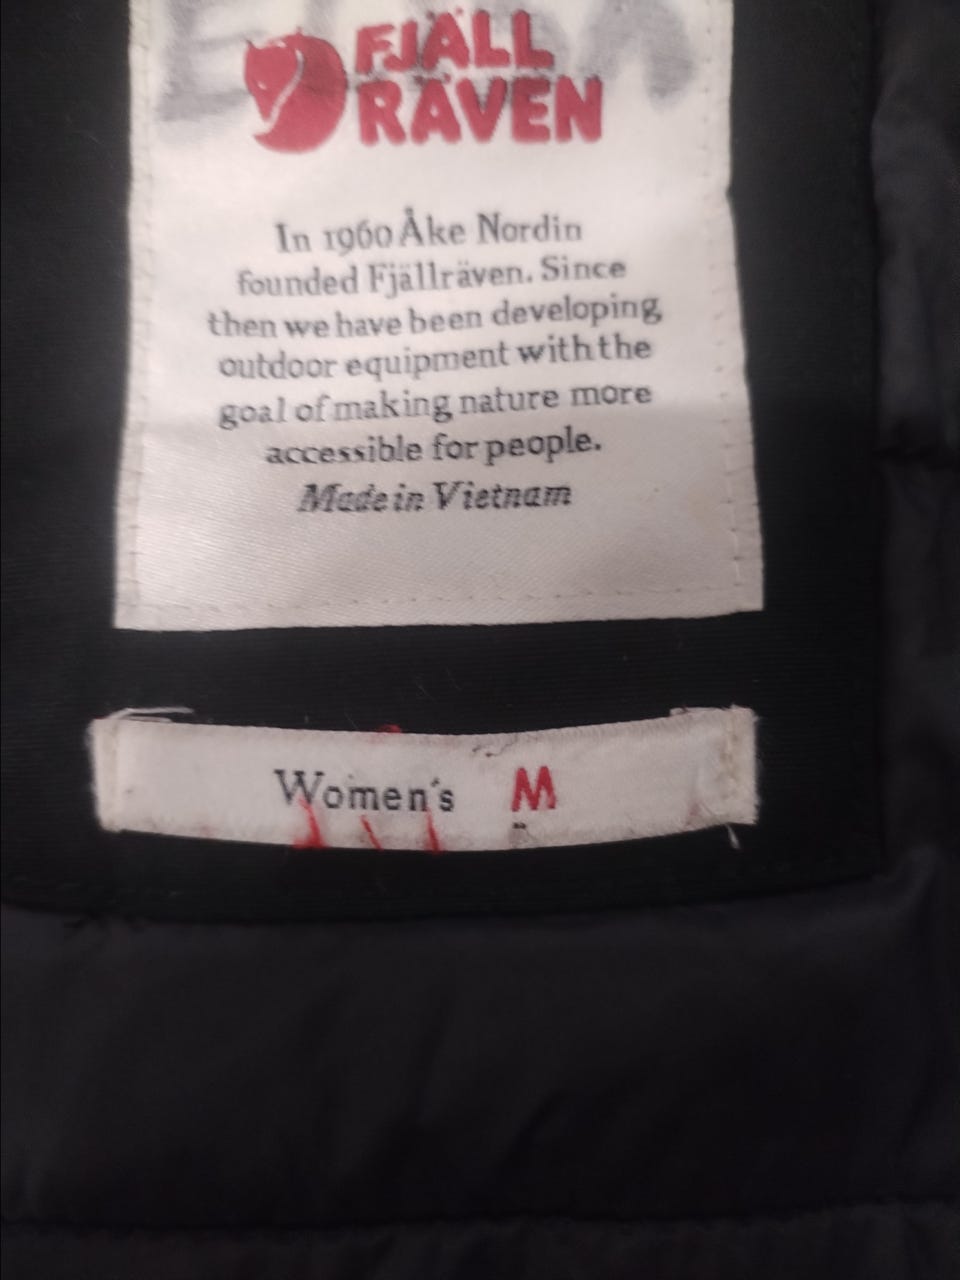 FJÄLL
RÄVEN
In 1960 Åke Nordin
founded Fjällräven. Since
then we have been developing
outdoor equipment with the
goal of making nature more
accessible for people.
Made in Vietnam
Women's M